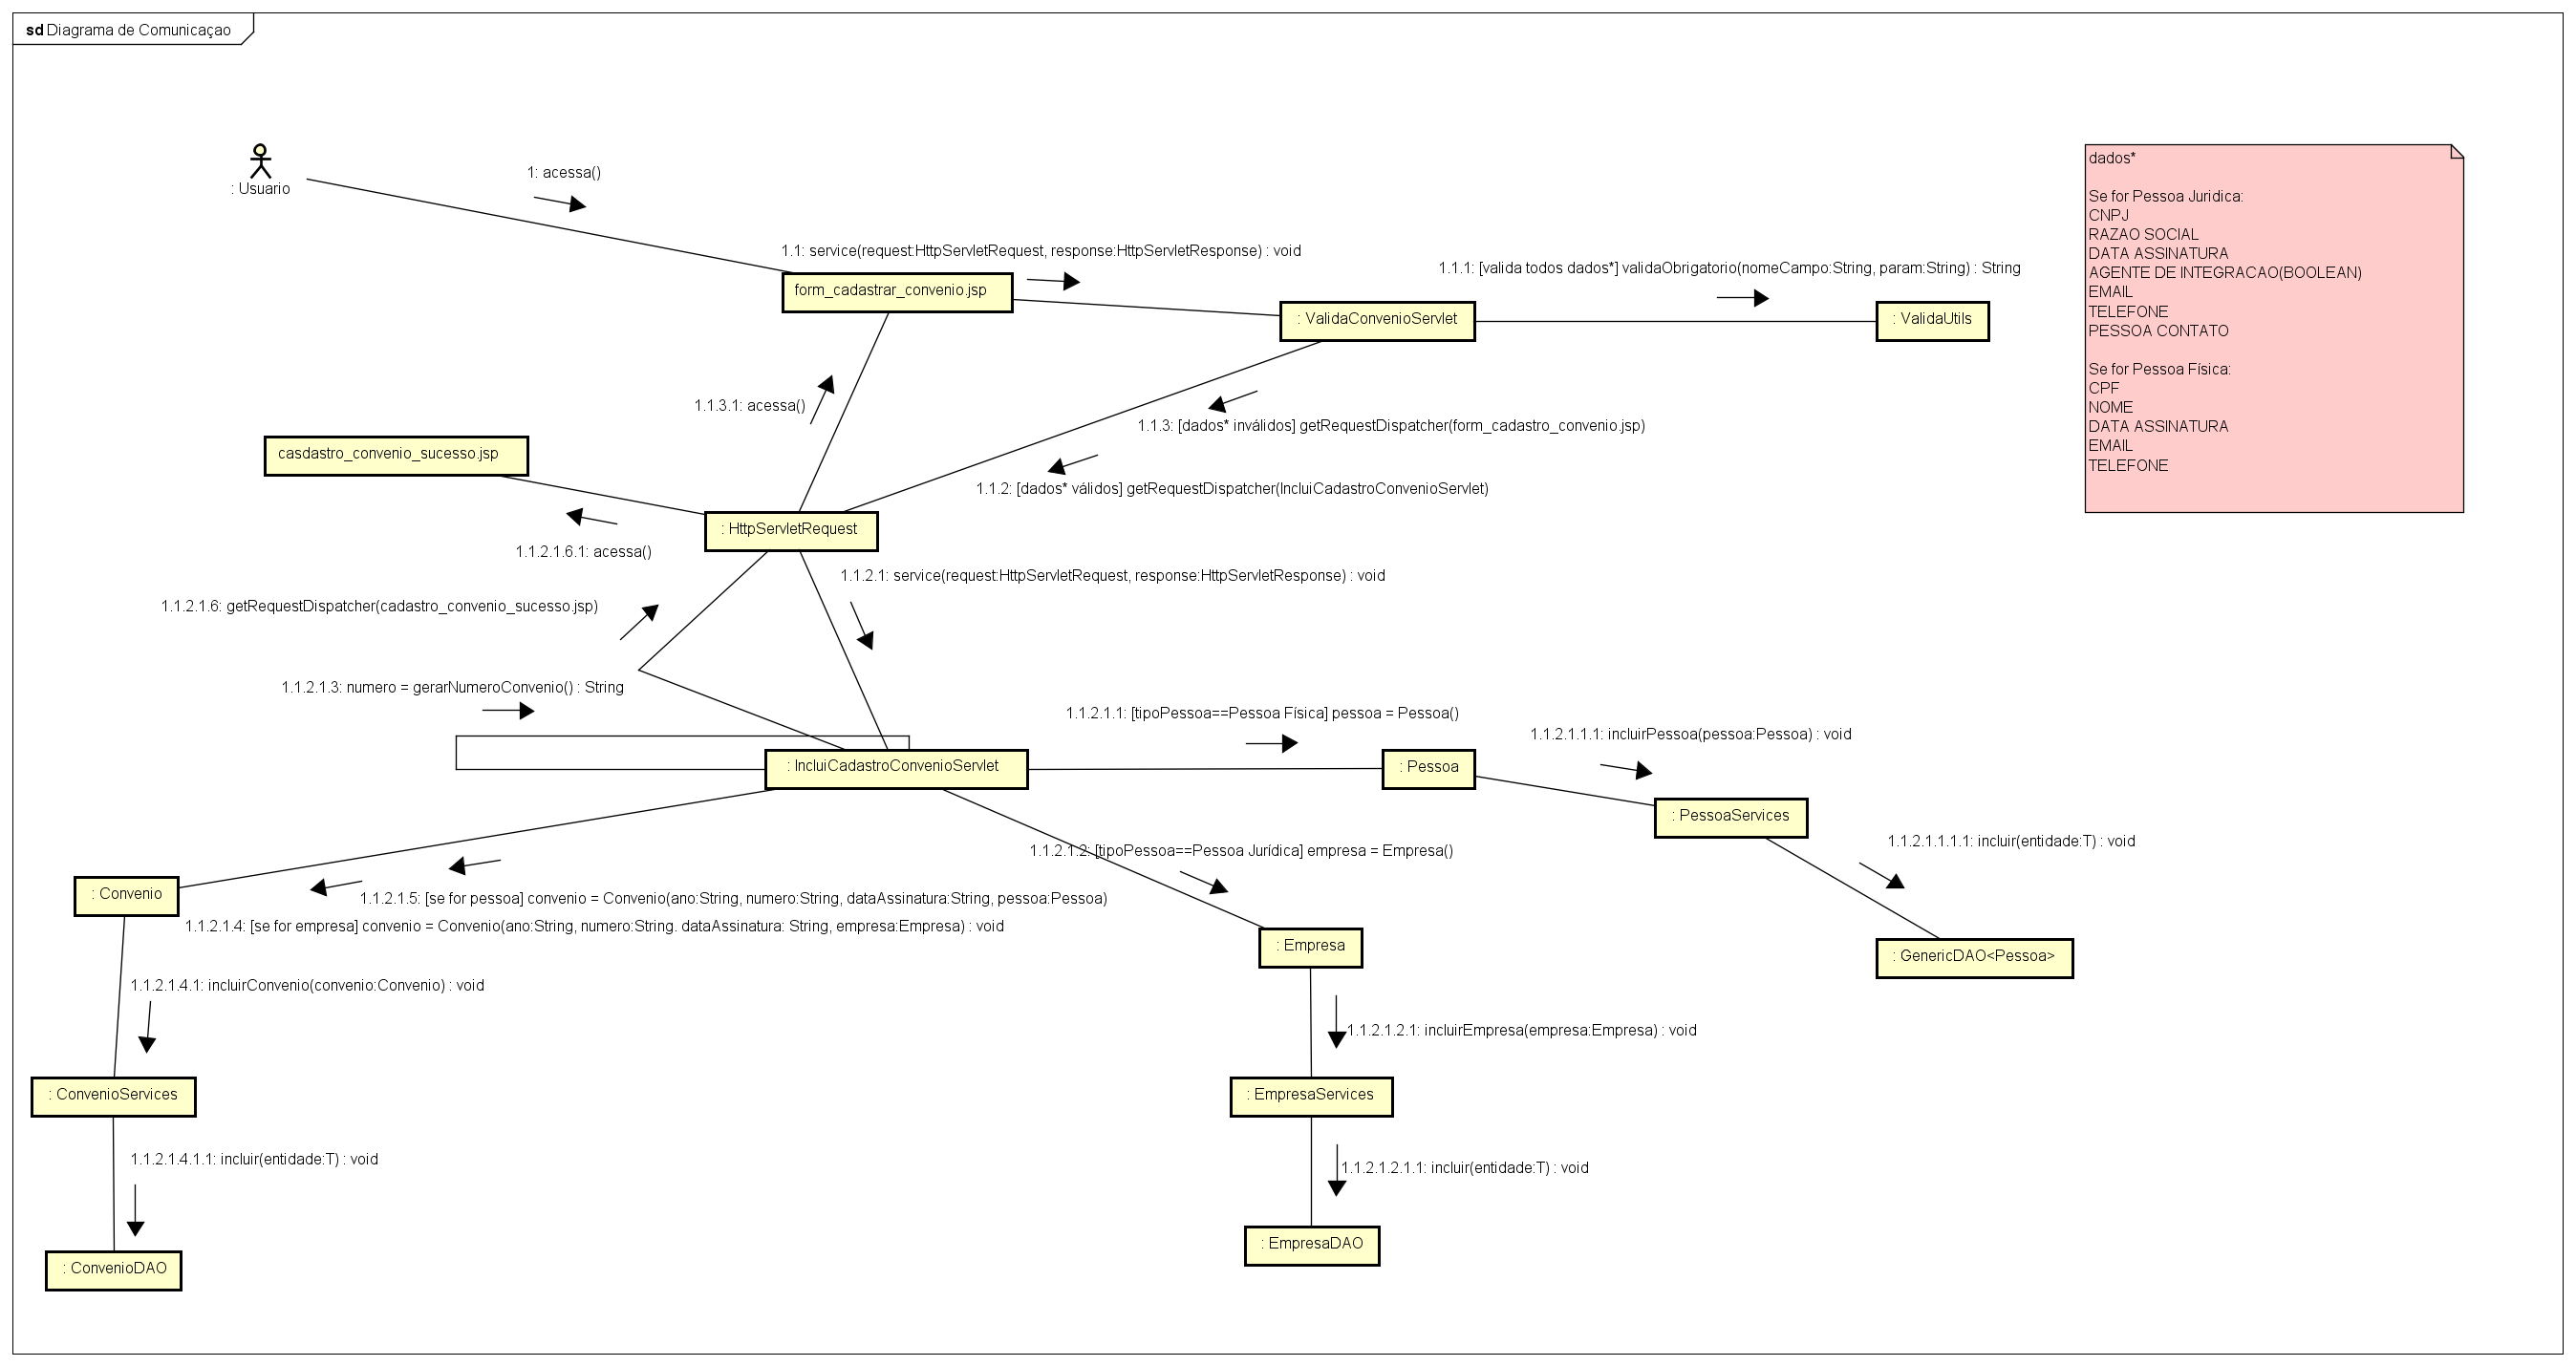 sd Diagrama de Comunicaçao
: Usuario
1: acessa()
1.1: service(request:HttpServletRequest, response:HttpServletResponse) : void
form_cadastrar_convenio.jsp
1.1.1: [valida todos dados*] validaObrigatorio(nomeCampo:String, param:String) : String
: ValidaConvenioServlet
: ValidaUtils
dados*
Se for Pessoa Juridica:
CNPJ
RAZAO SOCIAL
DATA ASSINATURA
AGENTE DE INTEGRACAO(BOOLEAN)
EMAIL
TELEFONE
PESSOA CONTATO
Se for Pessoa Física:
CPF
NOME
DATA ASSINATURA
EMAIL
TELEFONE
1.1.3.1: acessa()
1.1.3: [dados* inválidos] getRequestDispatcher(form_cadastro_convenio.jsp)
casdastro_convenio_sucesso.jsp
1.1.2: [dados* válidos] getRequestDispatcher(IncluiCadastroConvenioServlet)
: HttpServletRequest
1.1.2.1.6.1: acessa()
1.1.2.1: service(request:HttpServletRequest, response:HttpServletResponse) : void
1.1.2.1.6: getRequestDispatcher(cadastro_convenio_sucesso.jsp)
1.1.2.1.3: numero = gerarNumeroConvenio() : String
1.1.2.1.1: [tipoPessoa==Pessoa Física] pessoa = Pessoa()
1.1.2.1.1.1: incluirPessoa(pessoa:Pessoa) : void
: IncluiCadastroConvenioServlet
: Pessoa
: PessoaServices
1.1.2.1.1.1.1: incluir(entidade:T) : void
1.1.2.1.2: [tipoPessoa==Pessoa Jurídica] empresa = Empresa()
: Convenio
1.1.2.1.5: [se for pessoa] convenio = Convenio(ano:String, numero:String, dataAssinatura:String, pessoa:Pessoa)
1.1.2.1.4: [se for empresa] convenio = Convenio(ano:String, numero:String. dataAssinatura: String, empresa:Empresa) : void
: Empresa
: GenericDAO<Pessoa>
1.1.2.1.4.1: incluirConvenio(convenio:Convenio) : void
1.1.2.1.2.1: incluirEmpresa(empresa:Empresa) : void
: ConvenioServices
: EmpresaServices
1.1.2.1.4.1.1: incluir(entidade:T) : void
1.1.2.1.2.1.1: incluir(entidade:T) : void
: EmpresaDAO
: ConvenioDAO